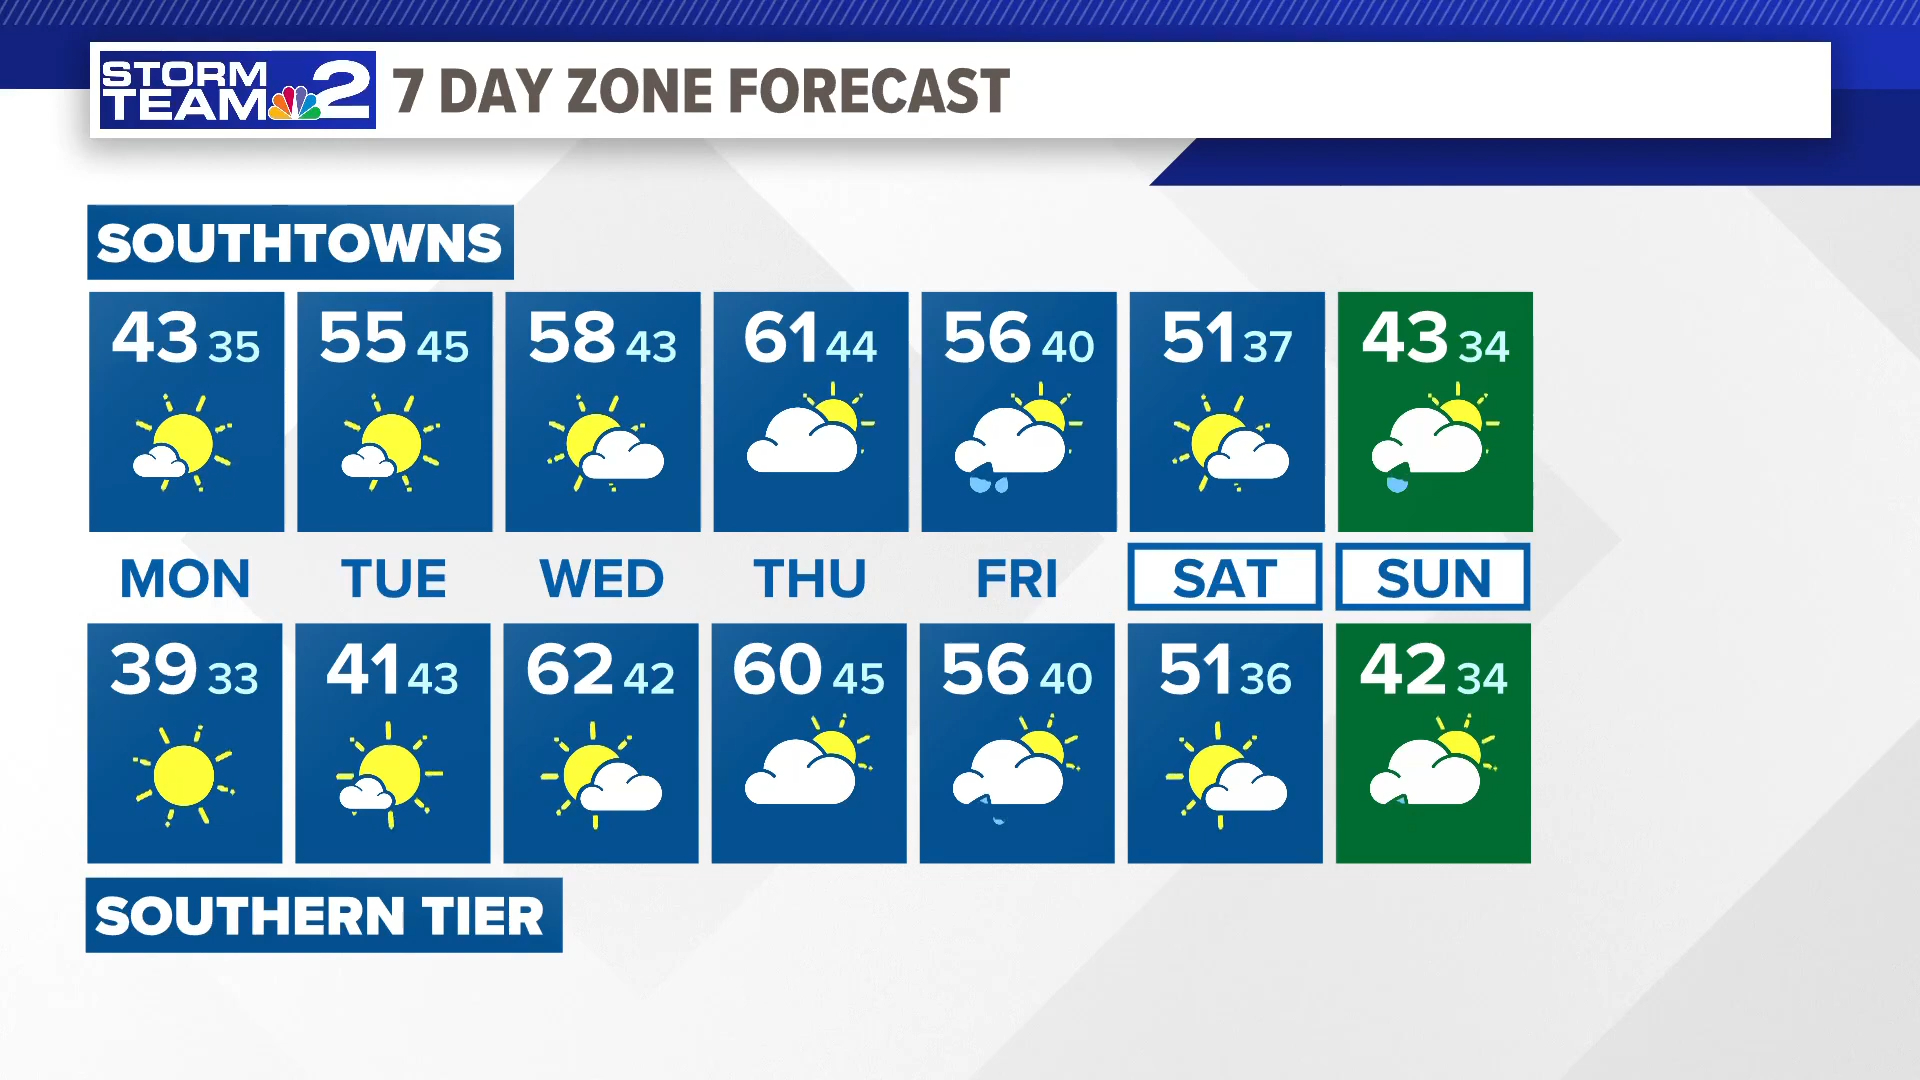 STORM TEAM 2
7 DAY ZONE FORECAST
SOUTHTOWNS
43 35 55 45 58 43 61 44 56 40 51 37 43 34
MON TUE WED THU FRI SAT SUN
39 33 41 43 62 42 60 45 56 40 51 36 42 34
SOUTHERN TIER